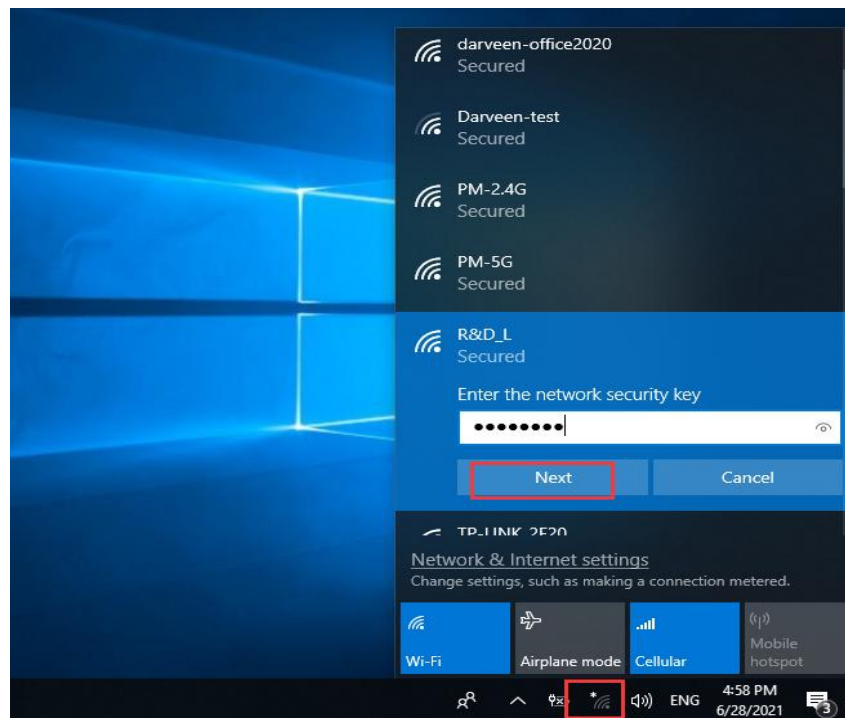 darveen-office2020
Secured
Darveen-test
Secured
PM-2.4G
Secured
PM-5G
Secured
R&D_L
Secured
Enter the network security key
Next Cancel
TP-LINK_2F20
Network & Internet settings
Change settings, such as making a connection metered.
Mobile
Wi-Fi Airplane mode Cellular hotspot
4:58 PM
ENG
6/28/2021
3